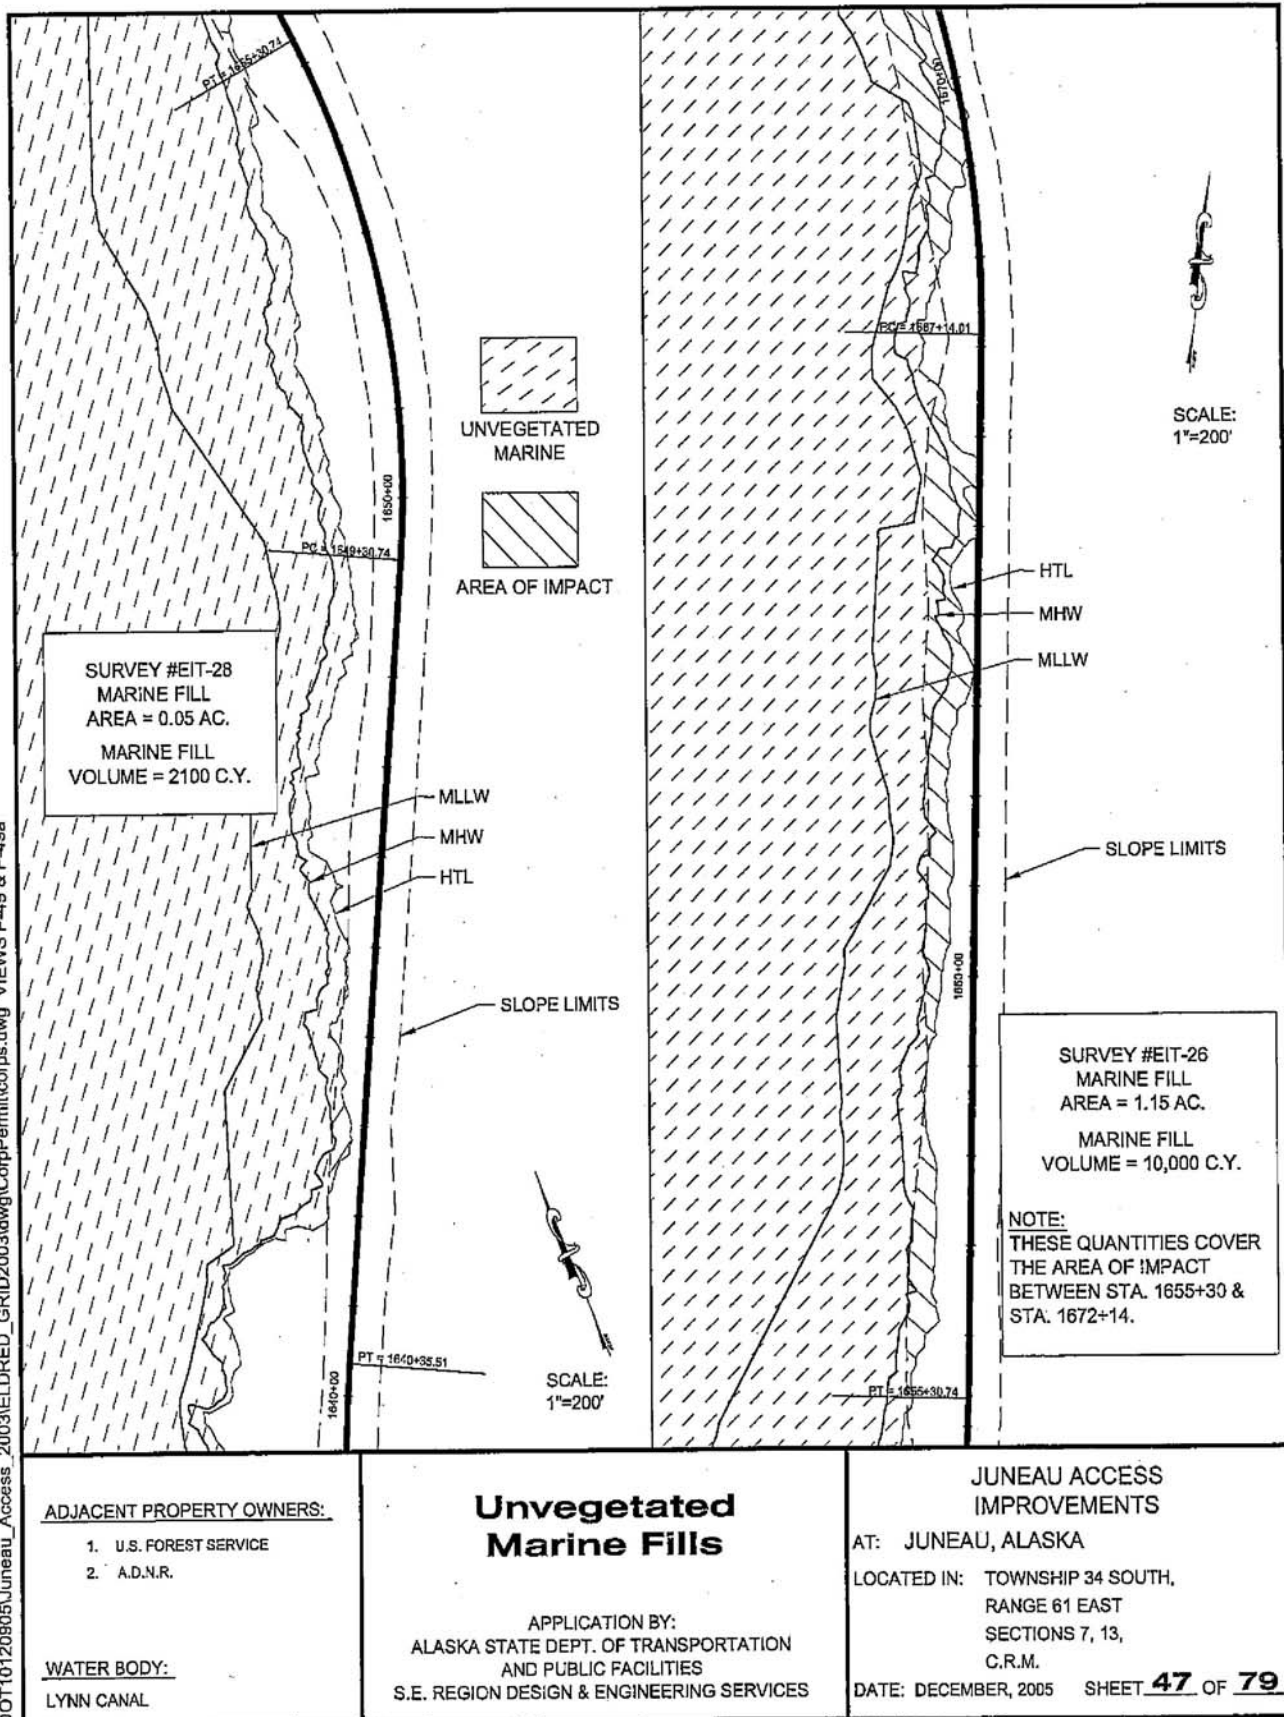 PT = 1655+30.74
1650+00
PC = 1649+30.74
UNVEGETATED
MARINE
AREA OF IMPACT
SURVEY #EIT-28
MARINE FILL
AREA = 0.05 AC.
MARINE FILL
VOLUME = 2100 C.Y.
MLLW
MHW
HTL
SLOPE LIMITS
PT = 1640+35.51
1640+00
SCALE:
1"=200'
1670+00
PC = 1667+14.01
SCALE:
1"=200'
HTL
MHW
MLLW
SLOPE LIMITS
1660+00
SURVEY #EIT-26
MARINE FILL
AREA = 1.15 AC.
MARINE FILL
VOLUME = 10,000 C.Y.
NOTE:
THESE QUANTITIES COVER
THE AREA OF IMPACT
BETWEEN STA. 1655+30 &
STA. 1672+14.
PT = 1655+30.74
ADJACENT PROPERTY OWNERS:
1. U.S. FOREST SERVICE
2. A.D.N.R.
WATER BODY:
LYNN CANAL
Unvegetated
Marine Fills
APPLICATION BY:
ALASKA STATE DEPT. OF TRANSPORTATION
AND PUBLIC FACILITIES
S.E. REGION DESIGN & ENGINEERING SERVICES
JUNEAU ACCESS
IMPROVEMENTS
AT: JUNEAU, ALASKA
LOCATED IN: TOWNSHIP 34 SOUTH,
RANGE 61 EAST
SECTIONS 7, 13,
C.R.M.
DATE: DECEMBER, 2005 SHEET 47 OF 79